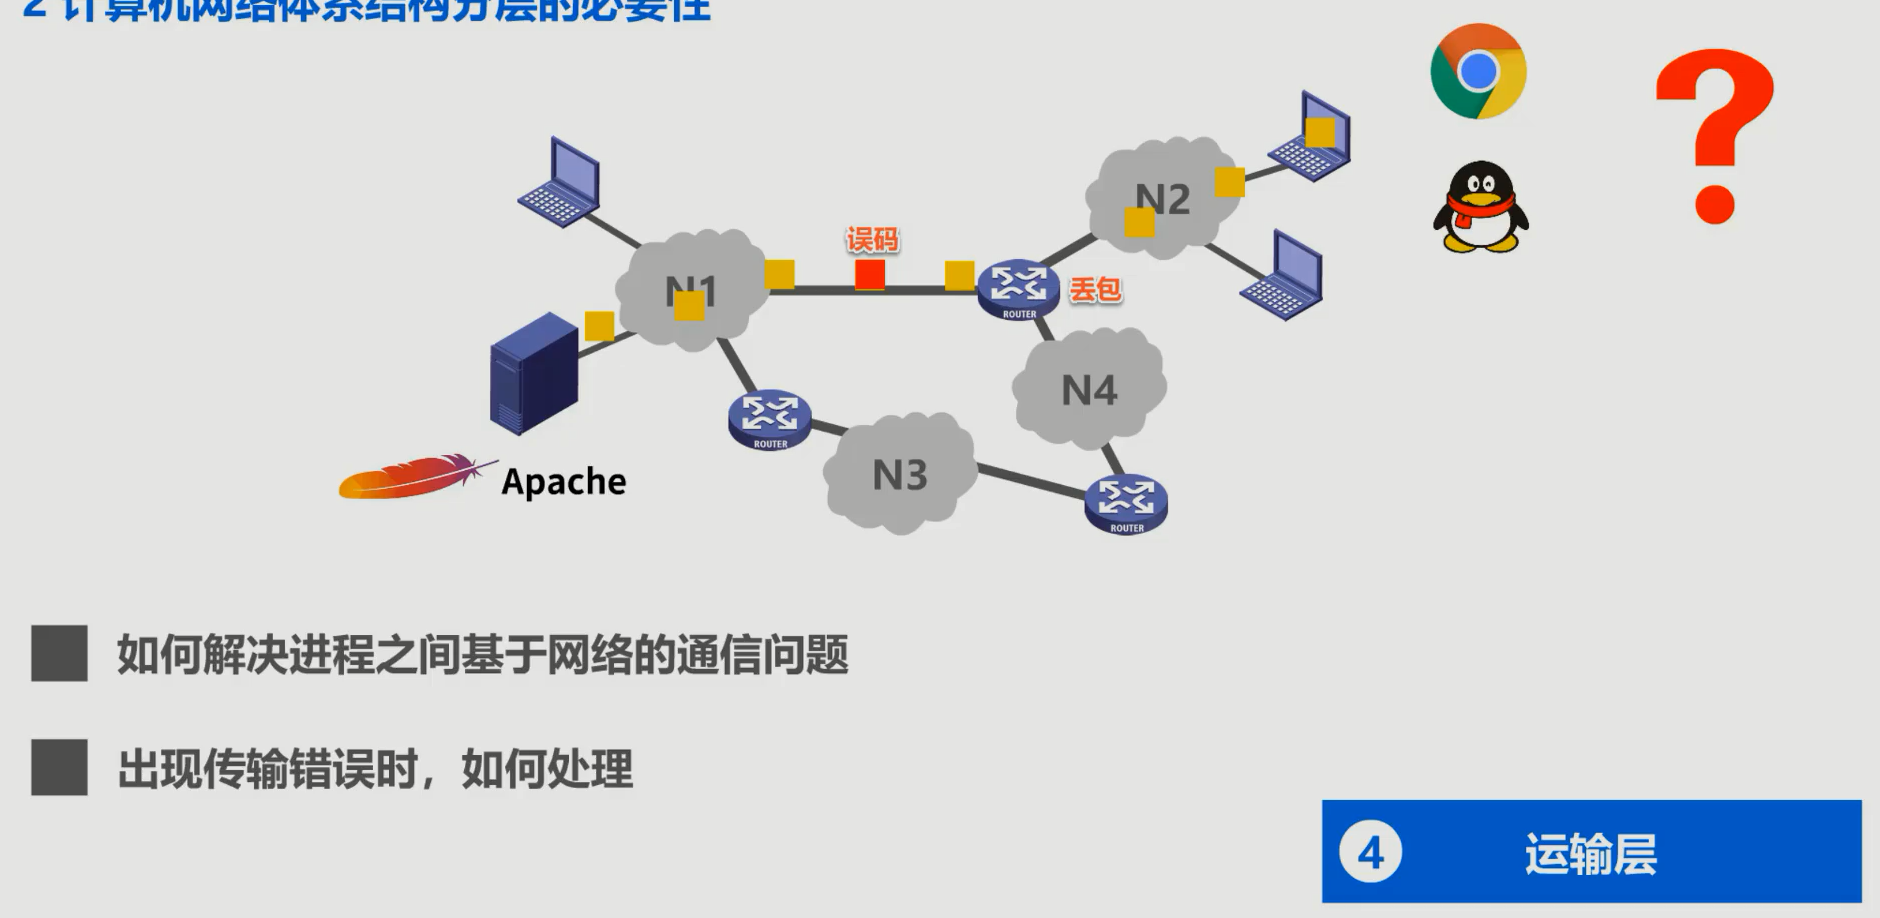 2 计算机网络体系结构分层的必要性
误码
N2
N1
ROUTER
丢包
N4
ROUTER
N3
Apache
ROUTER
如何解决进程之间基于网络的通信问题
出现传输错误时，如何处理
4 运输层